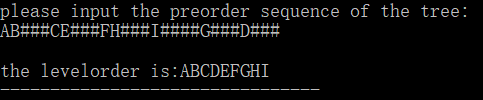 please input the preorder sequence of the tree:
AB###CE###FH###I####G###D###
the levelorder is:ABCDEFGHI
--------------------------------